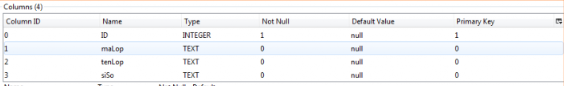 Columns (4)
Column ID Name Type Not Null Default Value Primary Key
0 ID INTEGER 1 null 1
1 maLop TEXT 0 null 0
2 tenLop TEXT 0 null 0
3 siSo TEXT 0 null 0